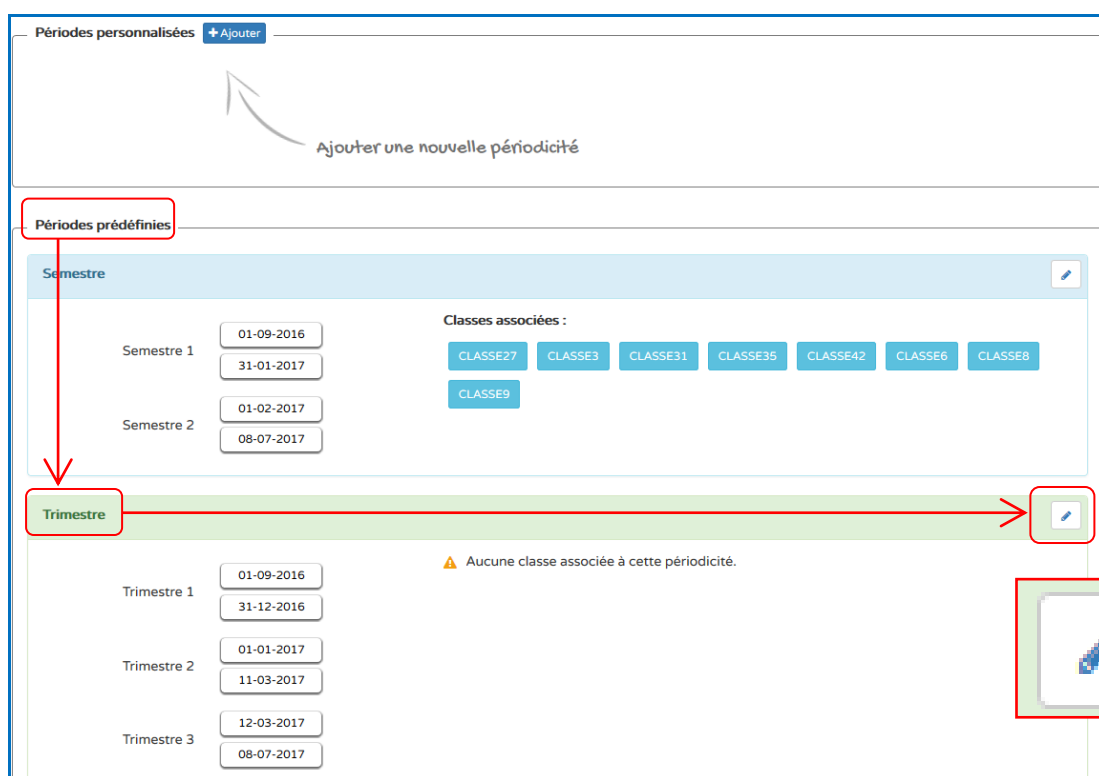 Périodes personnalisées +Ajouter
Ajouter une nouvelle périodicité
Périodes prédéfinies
Semestre
Semestre 1
01-09-2016
31-01-2017
Semestre 2
01-02-2017
08-07-2017
Classes associées :
CLASSE27 CLASSE3 CLASSE31 CLASSE35 CLASSE42 CLASSE6 CLASSE8
CLASSE9
Trimestre
Trimestre 1
01-09-2016
31-12-2016
Trimestre 2
01-01-2017
11-03-2017
Trimestre 3
12-03-2017
08-07-2017
Aucune classe associée à cette périodicité.